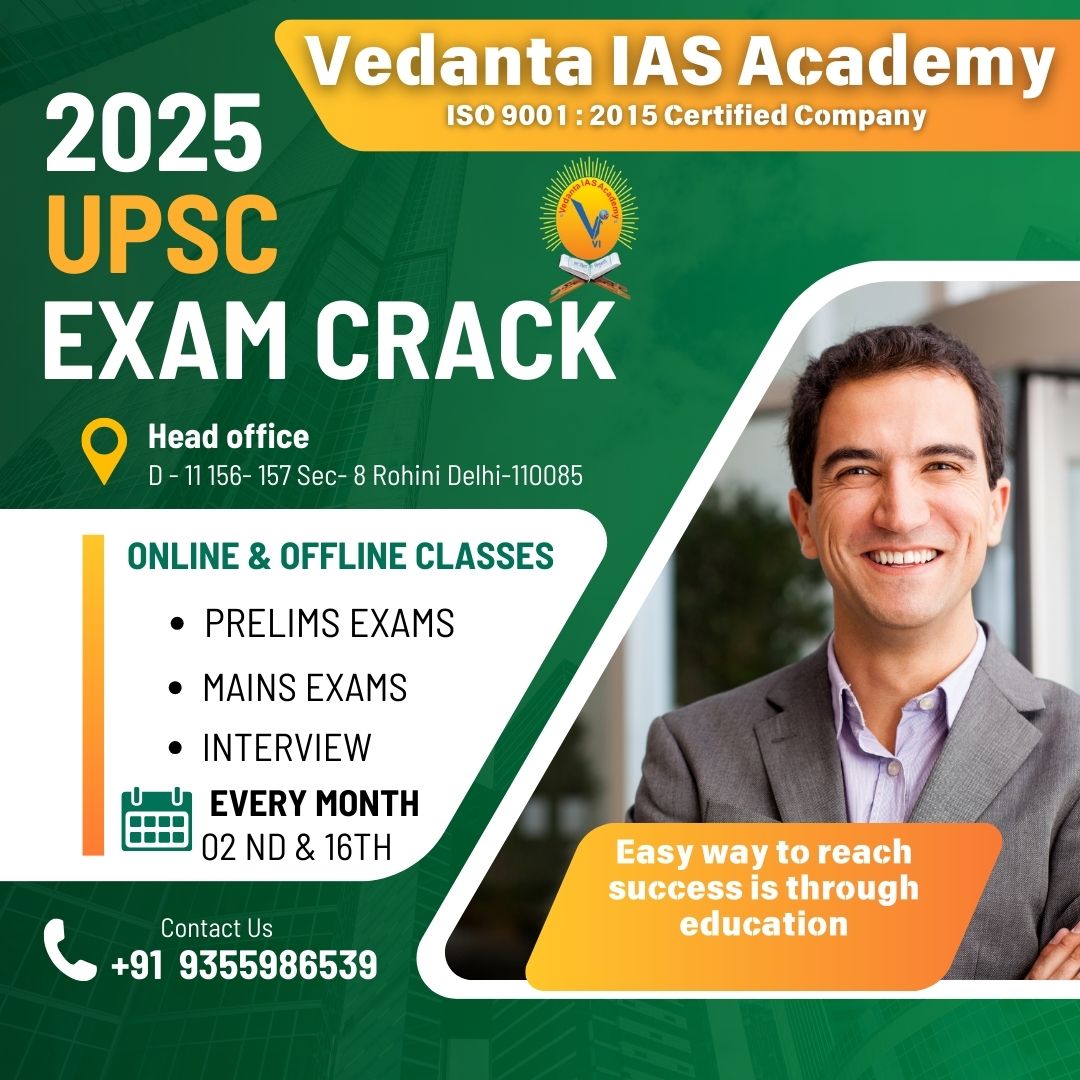 Vedanta IAS Academy
ISO 9001 : 2015 Certified Company
2025
UPSC
EXAM CRACK
Vedanta IAS Academy
VI
Head office
D - 11 156- 157 Sec- 8 Rohini Delhi-110085
ONLINE & OFFLINE CLASSES
• PRELIMS EXAMS
• MAINS EXAMS
• INTERVIEW
EVERY MONTH
02 ND & 16TH
Easy way to reach
success is through
education
Contact Us
+91 9355986539